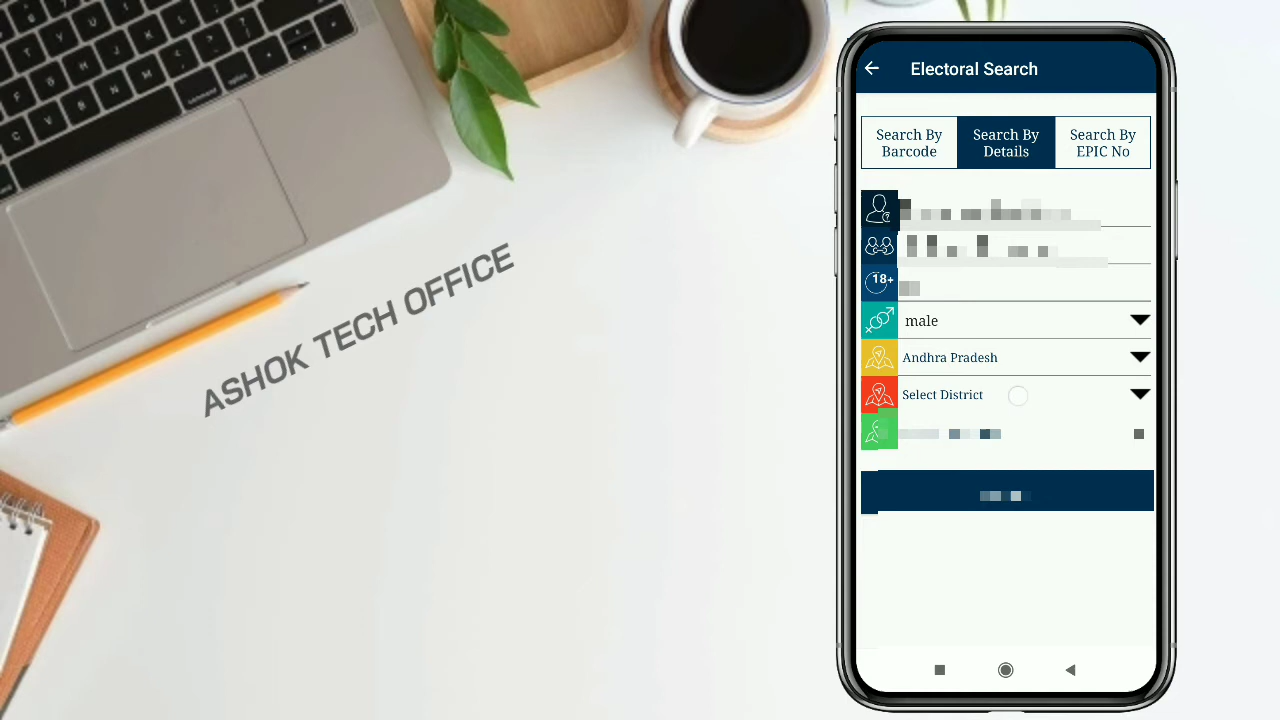 ASHOK TECH OFFICE
Electoral Search
Search By
Barcode
Search By
Details
Search By
EPIC No
18+
male
Andhra Pradesh
Select District